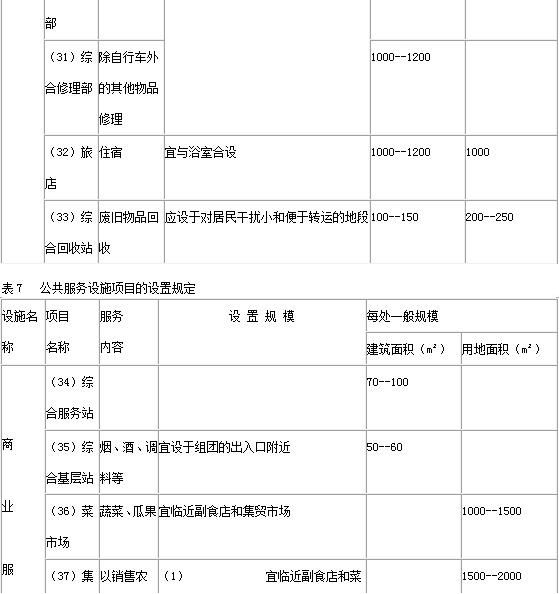 部
（31）综 除自行车外 1000--1200
合修理部 的其他物品
修理
（32）旅 住宿 宜与浴室合设 1000--1200 1000
店
（33）综 废旧物品回 应设于对居民干扰小和便于转运的地段 100--150 200--250
合回收站 收
表７ 公共服务设施项目的设置规定
设施名 项目 服务 设 置 规 模 每处一般规模
称 名称 内容 建筑面积（㎡） 用地面积（㎡）
（34）综 70--100
合服务站
商 （35）综 烟、酒、调 宜设于组团的出入口附近 50--60
合基层站 料等
业 （36）菜 蔬菜、瓜果 宜临近副食店和集贸市场 1000--1500
市场
服 （37）集 以销售农 （1） 宜临近副食店和菜 1500--2000